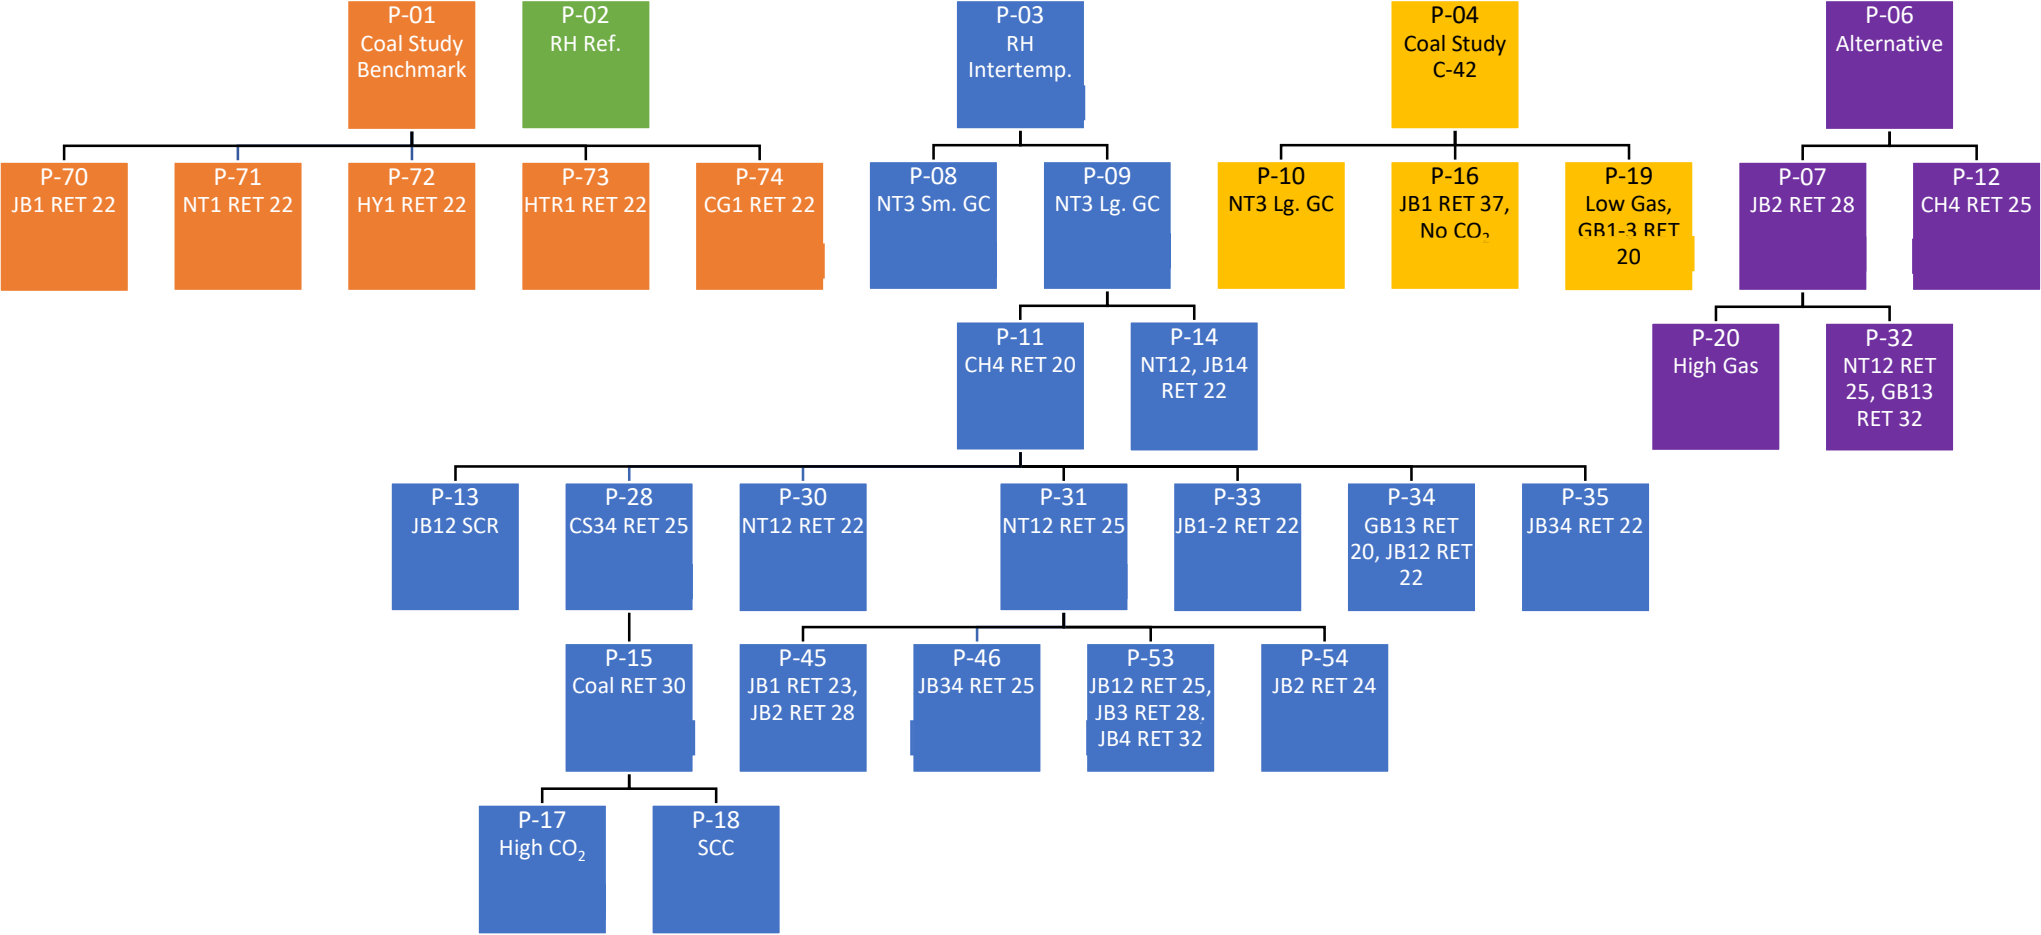 P-01
Coal Study
Benchmark
P-02
RH Ref.
P-03
RH
Intertemp.
P-04
Coal Study
C-42
P-06
Alternative
P-70
JB1 RET 22
P-71
NT1 RET 22
P-72
HY1 RET 22
P-73
HTR1 RET 22
P-74
CG1 RET 22
P-08
NT3 Sm. GC
P-09
NT3 Lg. GC
P-10
NT3 Lg. GC
P-16
JB1 RET 37,
No CO₂
P-19
Low Gas,
GB1-3 RET
20
P-07
JB2 RET 28
P-12
CH4 RET 25
P-11
CH4 RET 20
P-14
NT12, JB14
RET 22
P-20
High Gas
P-32
NT12 RET
25, GB13
RET 32
P-13
JB12 SCR
P-28
CS34 RET 25
P-30
NT12 RET 22
P-31
NT12 RET 25
P-33
JB1-2 RET 22
P-34
GB13 RET
20, JB12 RET
22
P-35
JB34 RET 22
P-15
Coal RET 30
P-45
JB1 RET 23,
JB2 RET 28
P-46
JB34 RET 25
P-53
JB12 RET 25,
JB3 RET 28.
JB4 RET 32
P-54
JB2 RET 24
P-17
High CO₂
P-18
SCC